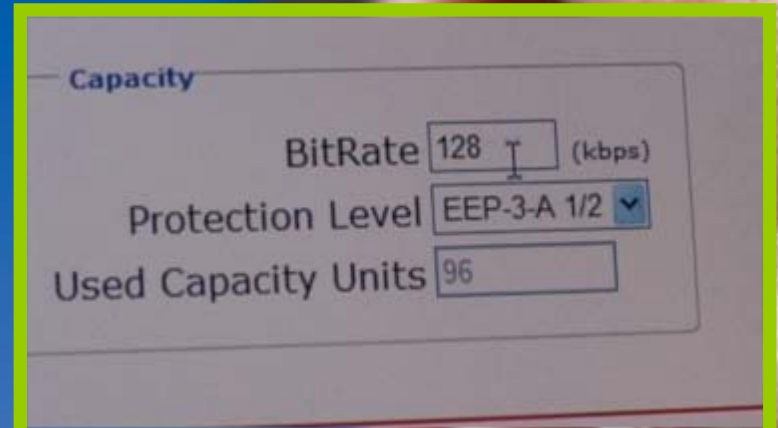 Capacity
BitRate 128 (kbps)
Protection Level EEP-3-A 1/2
Used Capacity Units 96